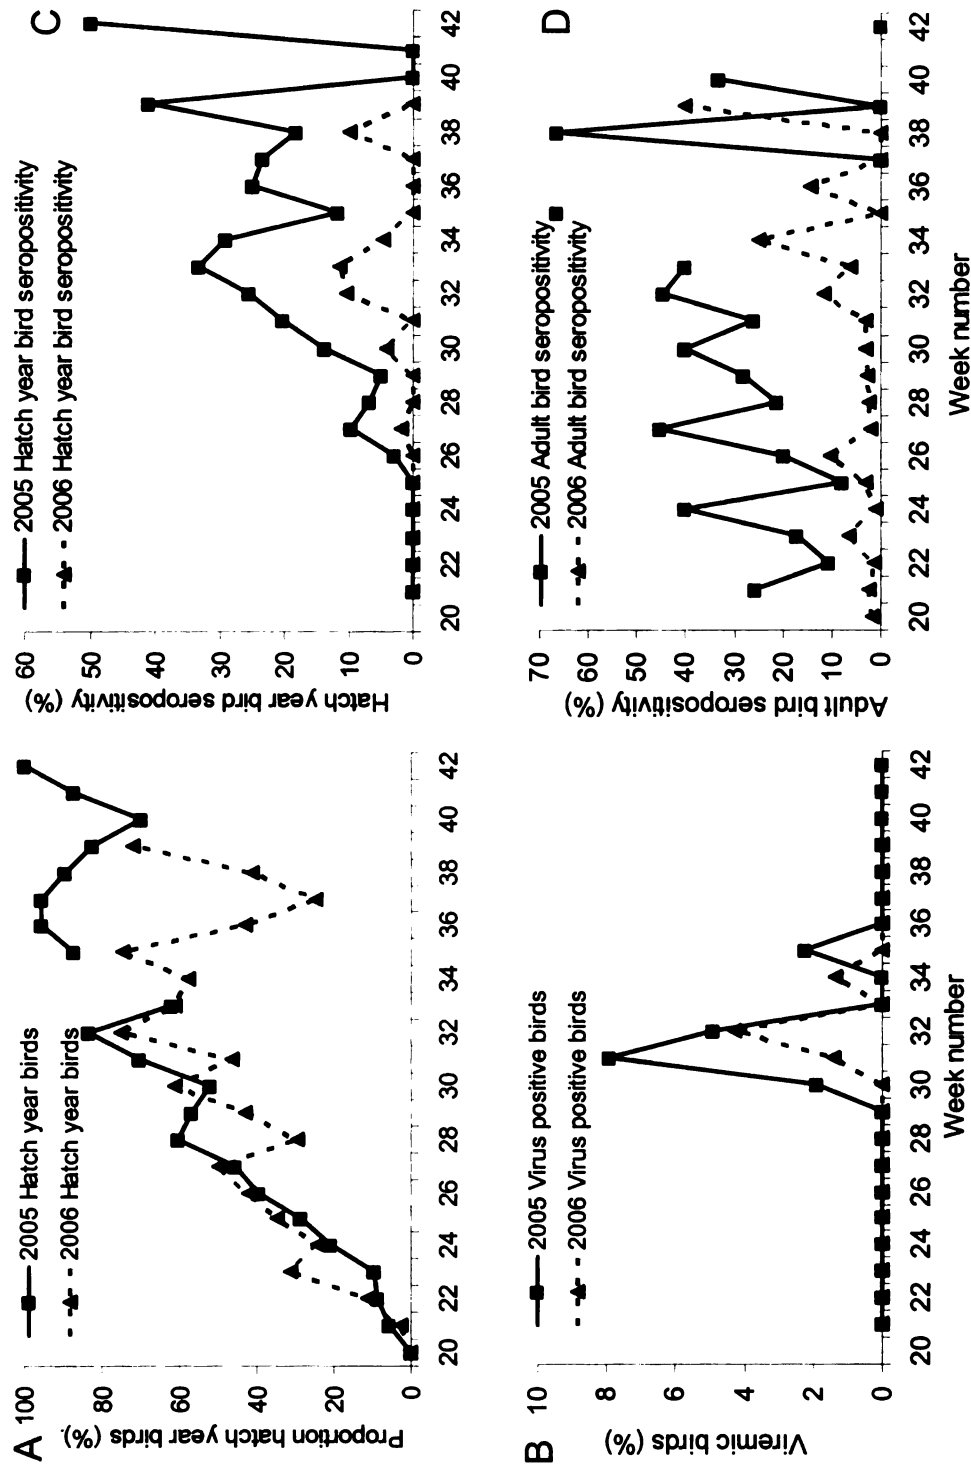 A
2005 Hatch year birds
2006 Hatch year birds
Proportion hatch year birds (%).
100
80
60
40
20
0
20 22 24 26 28 30 32 34 36 38 40 42
B
2005 Virus positive birds
2006 Virus positive birds
Viremic birds (%)
10
8
6
4
2
0
20 22 24 26 28 30 32 34 36 38 40 42
Week number
C
2005 Hatch year bird seropositivity
2006 Hatch year bird seropositivity
Hatch year bird seropositivity (%)
60
50
40
30
20
10
0
20 22 24 26 28 30 32 34 36 38 40 42
D
2005 Adult bird seropositivity
2006 Adult bird seropositivity
Adult bird seropositivity (%)
70
60
50
40
30
20
10
0
20 22 24 26 28 30 32 34 36 38 40 42
Week number